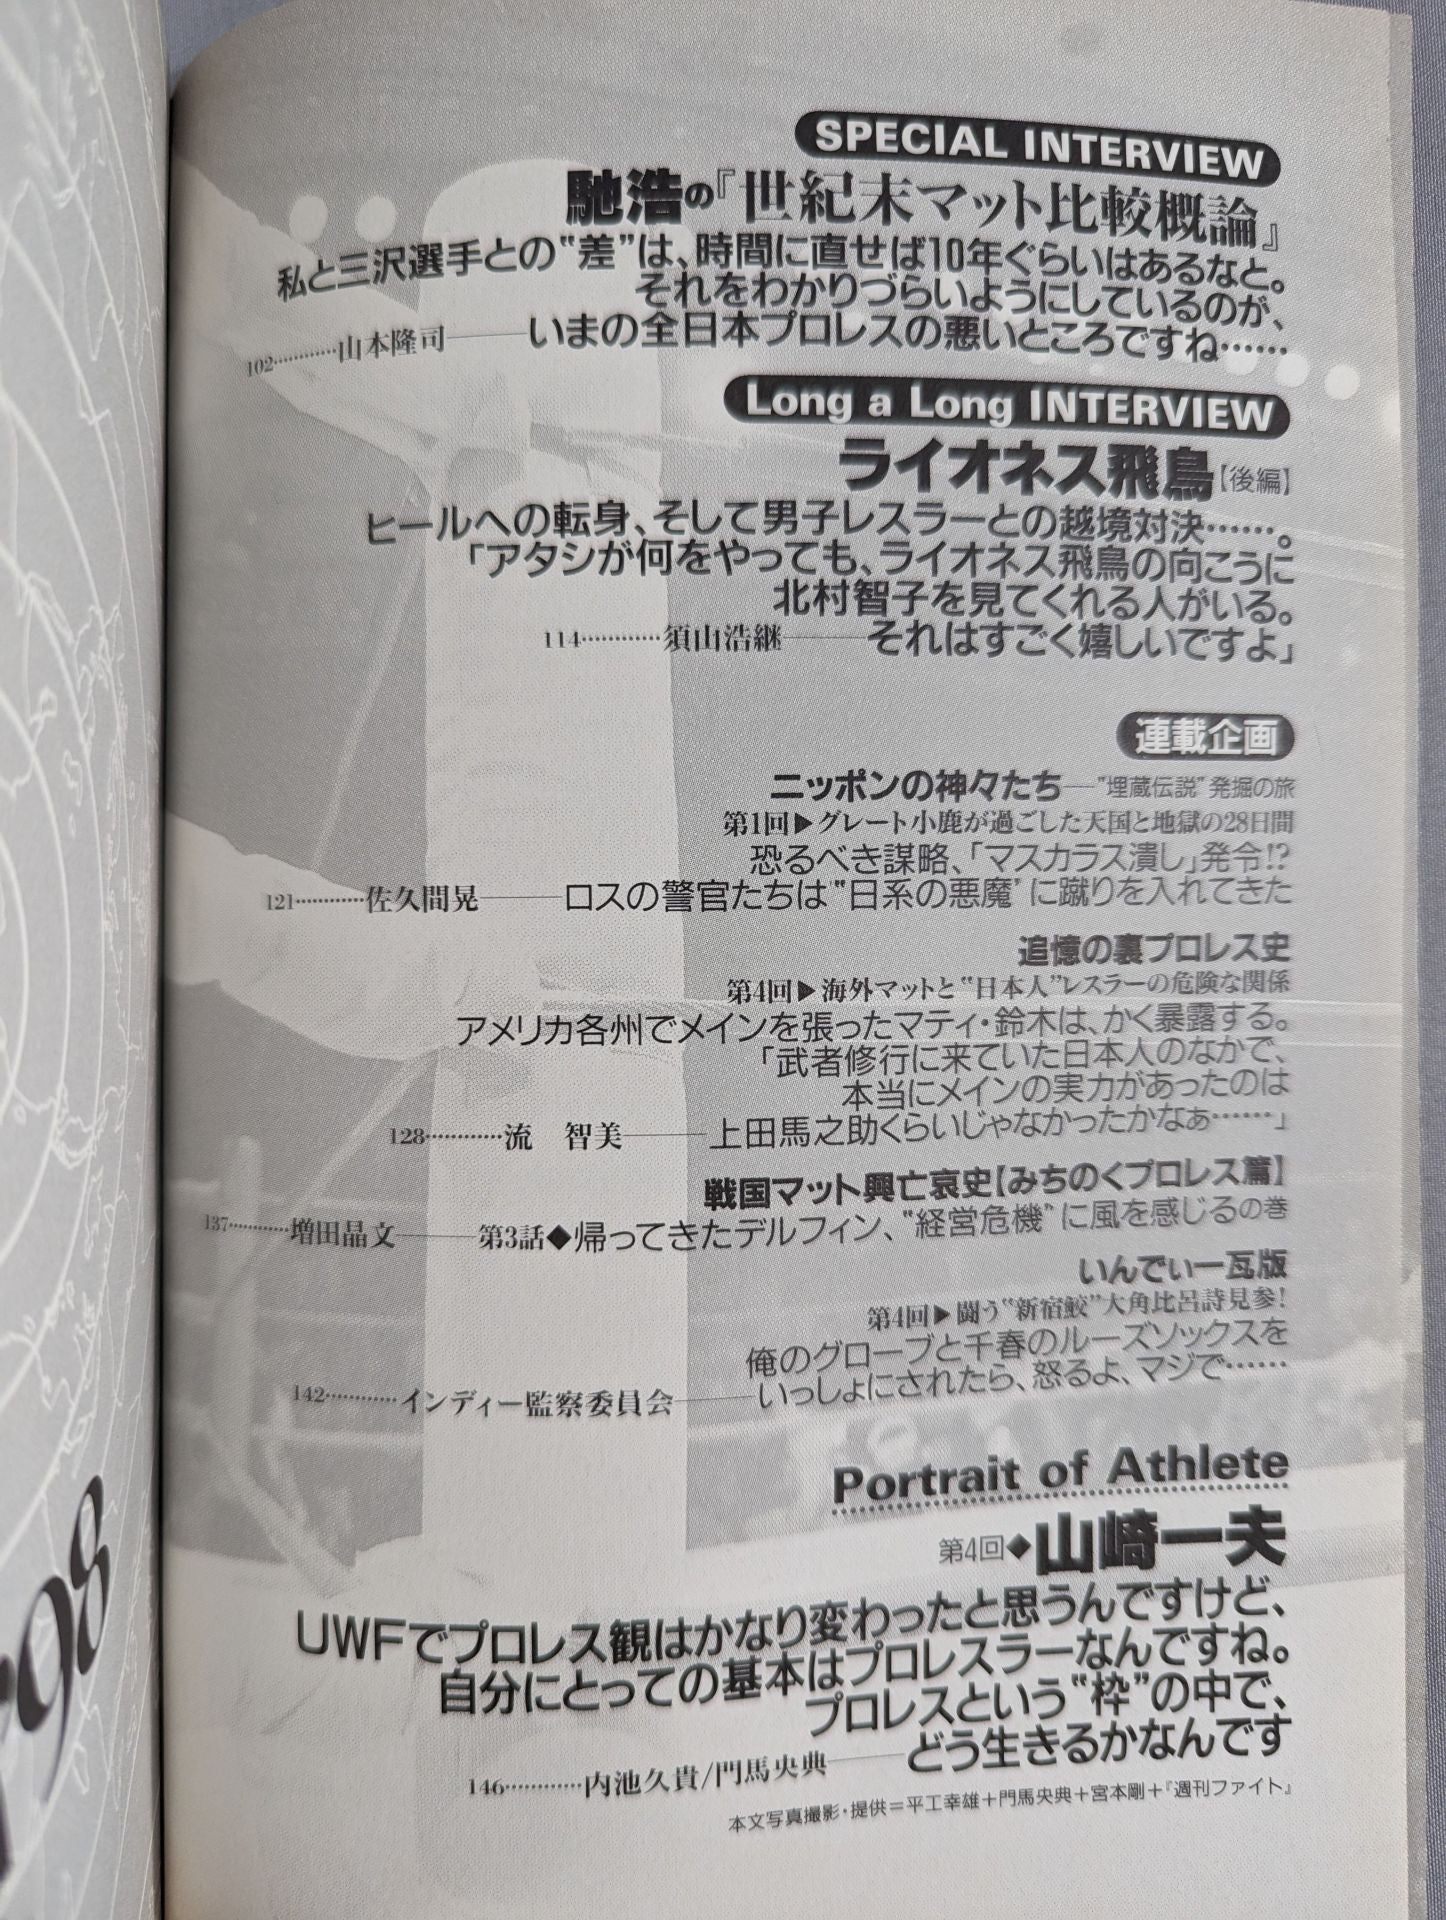 SPECIAL INTERVIEW
馳浩の『世紀末マット比較概論』
私と三沢選手との“差”は、時間に直せば10年ぐらいはあるなと。
それをわかりづらいようにしているのが、
102…………山本隆司――いまの全日本プロレスの悪いところですね……
Long a Long INTERVIEW
ライオネス飛鳥【後編】
ヒールへの転身、そして男子レスラーとの越境対決……。
「アタシが何をやっても、ライオネス飛鳥の向こうに
北村智子を見てくれる人がいる。
114…………須山浩継――それはすごく嬉しいですよ」
連載企画
ニッポンの神々たち―“埋蔵伝説”発掘の旅
第1回▶グレート小鹿が過ごした天国と地獄の28日間
恐るべき謀略、「マスカラス潰し」発令!?
121…………佐久間晃――ロスの警官たちは“日系の悪魔”に蹴りを入れてきた
追憶の裏プロレス史
第4回▶海外マットと“日本人”レスラーの危険な関係
アメリカ各州でメインを張ったマティ・鈴木は、かく暴露する。
「武者修行に来ていた日本人のなかで、
本当にメインの実力があったのは
128…………流　智美――上田馬之助くらいじゃなかったかなぁ……」
戦国マット興亡哀史【みちのくプロレス篇】
137…………増田晶文――第3話◆帰ってきたデルフィン、“経営危機”に風を感じるの巻
いんでぃー瓦版
第4回▶闘う“新宿鮫”大角比呂詩見参！
俺のグローブと千春のルーズソックスを
142…………インディー監察委員会――いっしょにされたら、怒るよ、マジで……
Portrait of Athlete
第4回◆山崎一夫
UWFでプロレス観はかなり変わったと思うんですけど、
自分にとっての基本はプロレスラーなんですね。
プロレスという“枠”の中で、
146…………内池久貴/門馬央典――どう生きるかなんです
本文写真撮影・提供＝平工幸雄＋門馬央典＋宮本剛＋『週刊ファイト』
98